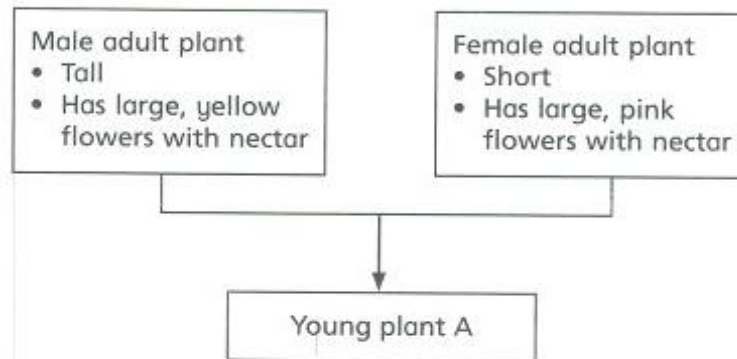 Male adult plant
• Tall
• Has large, yellow
flowers with nectar
Female adult plant
• Short
• Has large, pink
flowers with nectar
Young plant A